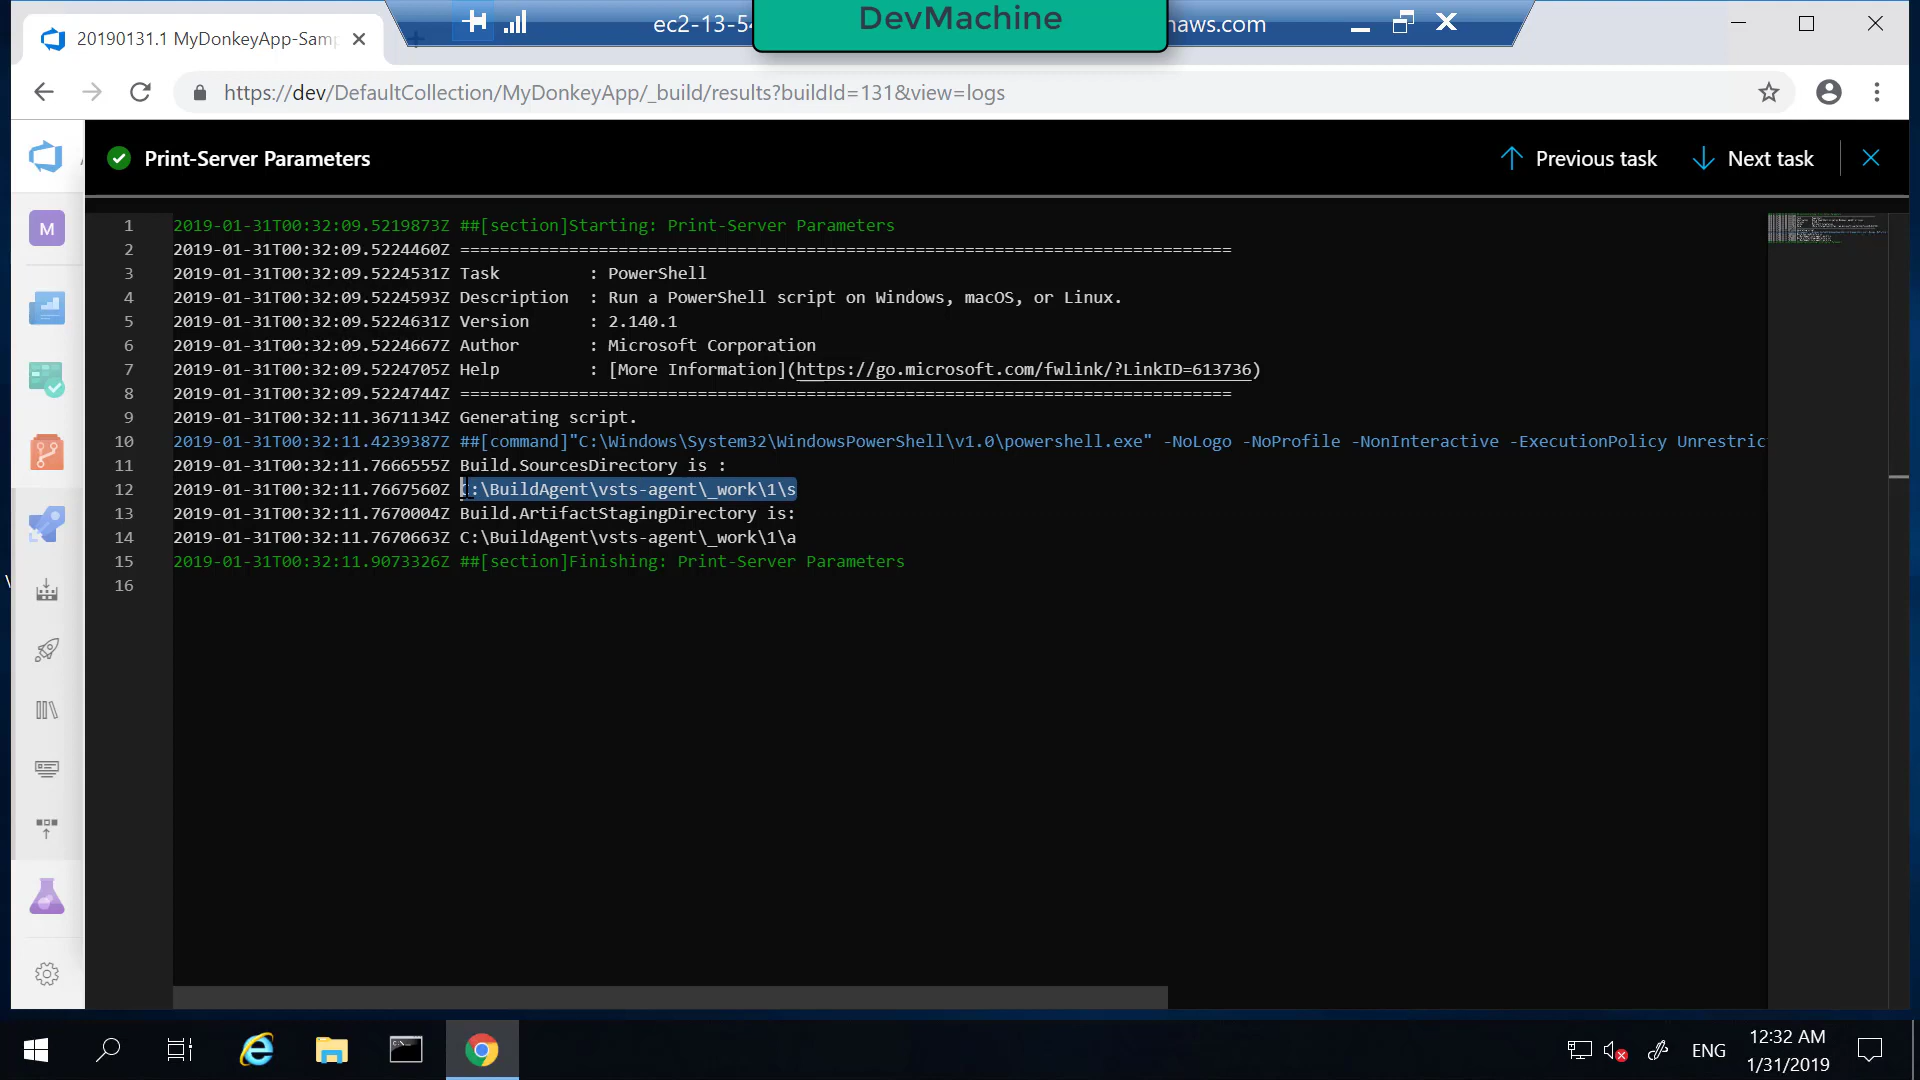 20190131.1 MyDonkeyApp-Sam
ec2-13-5
DevMachine
naws.com
https://dev/DefaultCollection/MyDonkeyApp/_build/results?buildId=131&view=logs
Print-Server Parameters
Previous task
Next task
M
1 2019-01-31T00:32:09.5219873Z ##[section]Starting: Print-Server Parameters
2 2019-01-31T00:32:09.5224460Z ==============================================================================
3 2019-01-31T00:32:09.5224531Z Task         : PowerShell
4 2019-01-31T00:32:09.5224593Z Description  : Run a PowerShell script on Windows, macOS, or Linux.
5 2019-01-31T00:32:09.5224631Z Version      : 2.140.1
6 2019-01-31T00:32:09.5224667Z Author       : Microsoft Corporation
7 2019-01-31T00:32:09.5224705Z Help         : [More Information](https://go.microsoft.com/fwlink/?LinkID=613736)
8 2019-01-31T00:32:09.5224744Z ==============================================================================
9 2019-01-31T00:32:11.3671134Z Generating script.
10 2019-01-31T00:32:11.4239387Z ##[command]"C:\Windows\System32\WindowsPowerShell\v1.0\powershell.exe" -NoLogo -NoProfile -NonInteractive -ExecutionPolicy Unrestric
11 2019-01-31T00:32:11.7666555Z Build.SourcesDirectory is :
12 2019-01-31T00:32:11.7667560Z C:\BuildAgent\vsts-agent\_work\1\s
13 2019-01-31T00:32:11.7670004Z Build.ArtifactStagingDirectory is:
14 2019-01-31T00:32:11.7670663Z C:\BuildAgent\vsts-agent\_work\1\a
15 2019-01-31T00:32:11.9073326Z ##[section]Finishing: Print-Server Parameters
16
ENG
12:32 AM
1/31/2019